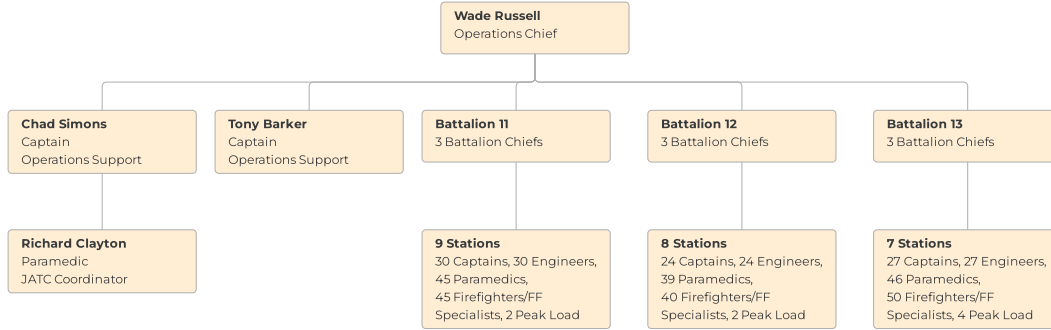 Wade Russell
Operations Chief
Chad Simons
Captain
Operations Support
Tony Barker
Captain
Operations Support
Battalion 11
3 Battalion Chiefs
Battalion 12
3 Battalion Chiefs
Battalion 13
3 Battalion Chiefs
Richard Clayton
Paramedic
JATC Coordinator
9 Stations
30 Captains, 30 Engineers,
45 Paramedics,
45 Firefighters/FF
Specialists, 2 Peak Load
8 Stations
24 Captains, 24 Engineers,
39 Paramedics,
40 Firefighters/FF
Specialists, 2 Peak Load
7 Stations
27 Captains, 27 Engineers,
46 Paramedics,
50 Firefighters/FF
Specialists, 4 Peak Load